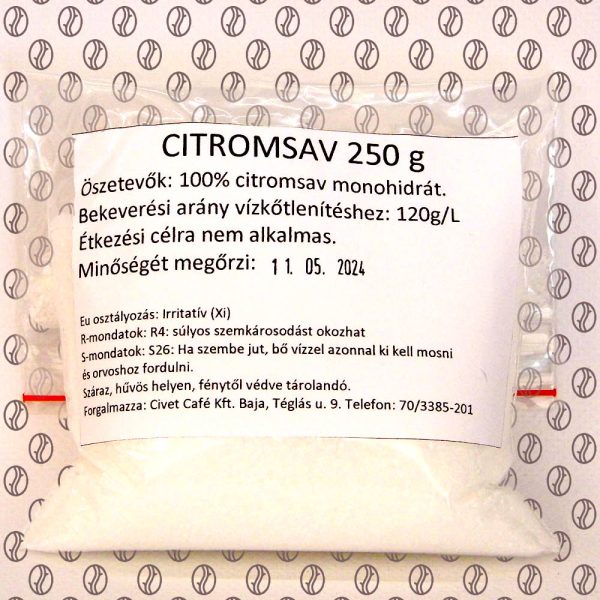 CITROMSAV 250 g
Öszetevők: 100% citromsav monohidrát.
Bekeverési arány vízkőtlenítéshez: 120g/L
Étkezési célra nem alkalmas.
Minőségét megőrzi: 11. 05. 2024
Eu osztályozás: Irritatív (Xi)
R-mondatok: R4: súlyos szemkárosodást okozhat
S-mondatok: S26: Ha szembe jut, bő vízzel azonnal ki kell mosni
és orvoshoz fordulni.
Száraz, hűvös helyen, fénytől védve tárolandó.
Forgalmazza: Civet Café Kft. Baja, Téglás u. 9. Telefon: 70/3385-201